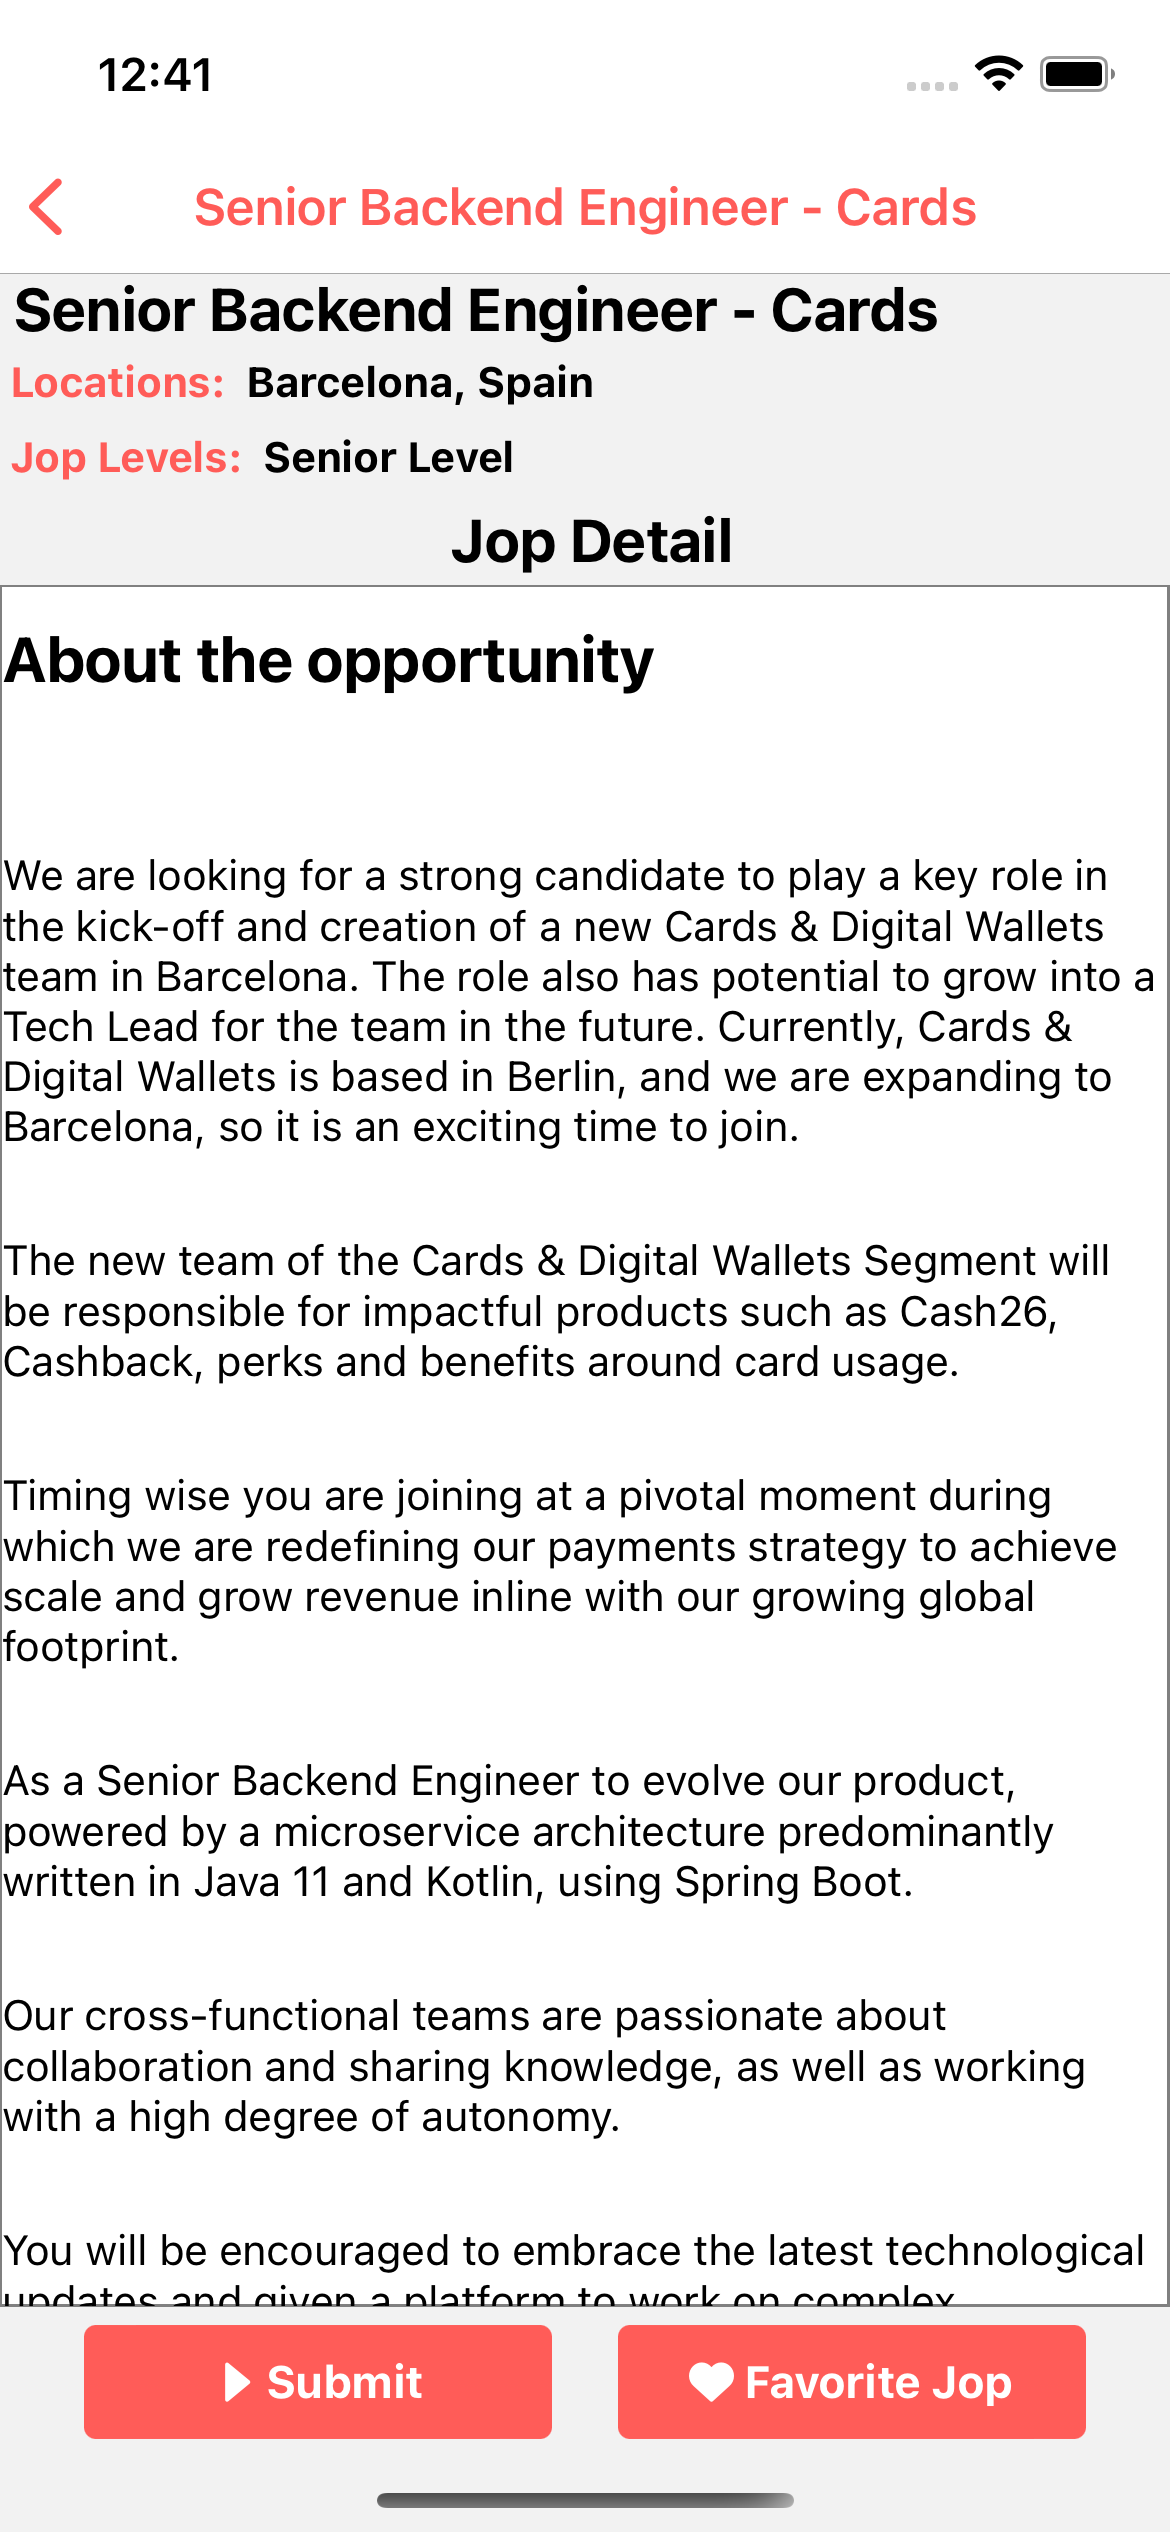 12:41
Senior Backend Engineer - Cards
Senior Backend Engineer - Cards
Locations: Barcelona, Spain
Jop Levels: Senior Level
Jop Detail
About the opportunity
We are looking for a strong candidate to play a key role in
the kick-off and creation of a new Cards & Digital Wallets
team in Barcelona. The role also has potential to grow into a
Tech Lead for the team in the future. Currently, Cards &
Digital Wallets is based in Berlin, and we are expanding to
Barcelona, so it is an exciting time to join.
The new team of the Cards & Digital Wallets Segment will
be responsible for impactful products such as Cash26,
Cashback, perks and benefits around card usage.
Timing wise you are joining at a pivotal moment during
which we are redefining our payments strategy to achieve
scale and grow revenue inline with our growing global
footprint.
As a Senior Backend Engineer to evolve our product,
powered by a microservice architecture predominantly
written in Java 11 and Kotlin, using Spring Boot.
Our cross-functional teams are passionate about
collaboration and sharing knowledge, as well as working
with a high degree of autonomy.
You will be encouraged to embrace the latest technological
updates and given a platform to work on complex
Submit
Favorite Jop